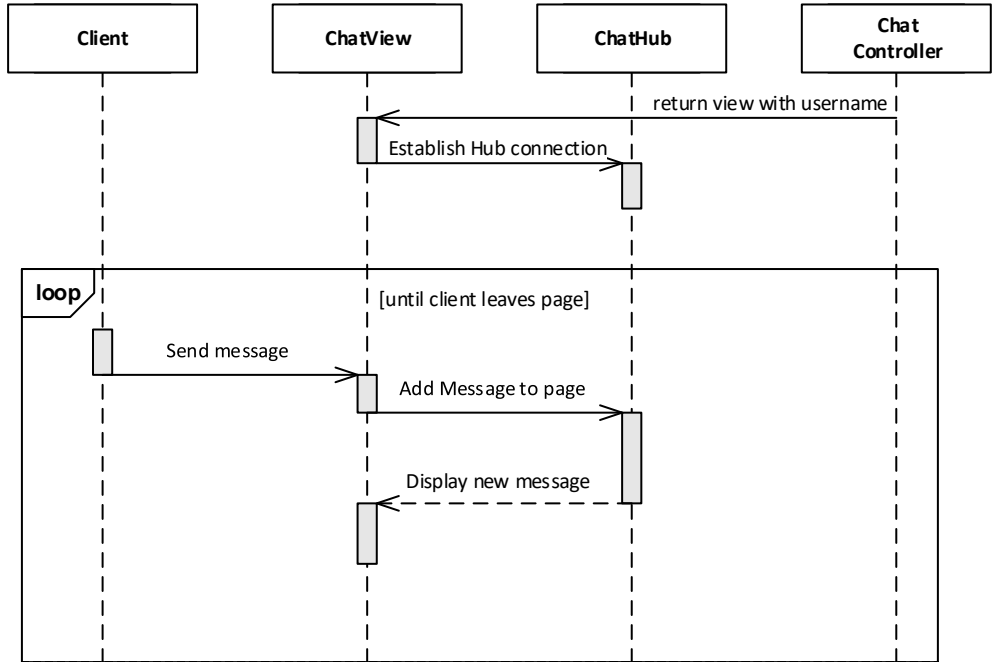 Client
ChatView
ChatHub
Chat
Controller
return view with username
Establish Hub connection
loop
[until client leaves page]
Send message
Add Message to page
Display new message